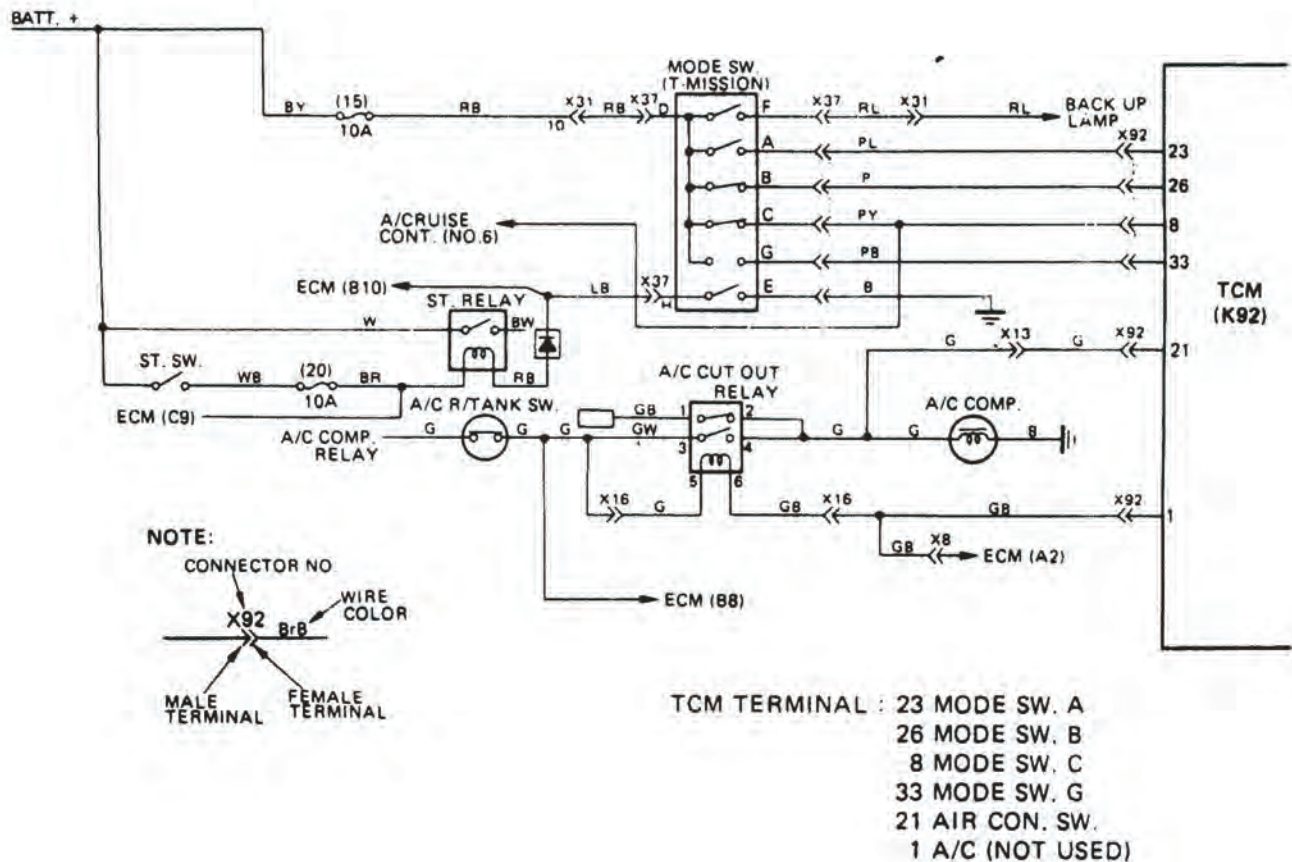 BATT. +
MODE SW.
(T-MISSION)
BY
(15)
10A
RB
X31
10
RB
X37
D
F
X37
RL
X31
RL
BACK UP
LAMP
A
PL
X92
23
B
P
26
A/CRUISE
CONT. (NO.6)
C
PY
8
G
PB
33
ECM (B10)
LB
X37
H
E
B
TCM
(K92)
ST. RELAY
W
BW
G
X13
G
X92
21
ST. SW.
WB
(20)
10A
BR
RB
ECM (C9)
A/C CUT OUT
RELAY
A/C R/TANK SW.
A/C COMP.
RELAY
G
G
G
GB
GW
1
2
3
4
5
6
G
G
A/C COMP.
B
X16
G
GB
X16
GB
X92
1
GB
X8
ECM (A2)
ECM (B8)
NOTE:
CONNECTOR NO
X92
BrB
WIRE
COLOR
MALE
TERMINAL
FEMALE
TERMINAL
TCM TERMINAL : 23 MODE SW. A
26 MODE SW. B
8 MODE SW. C
33 MODE SW. G
21 AIR CON. SW.
1 A/C (NOT USED)